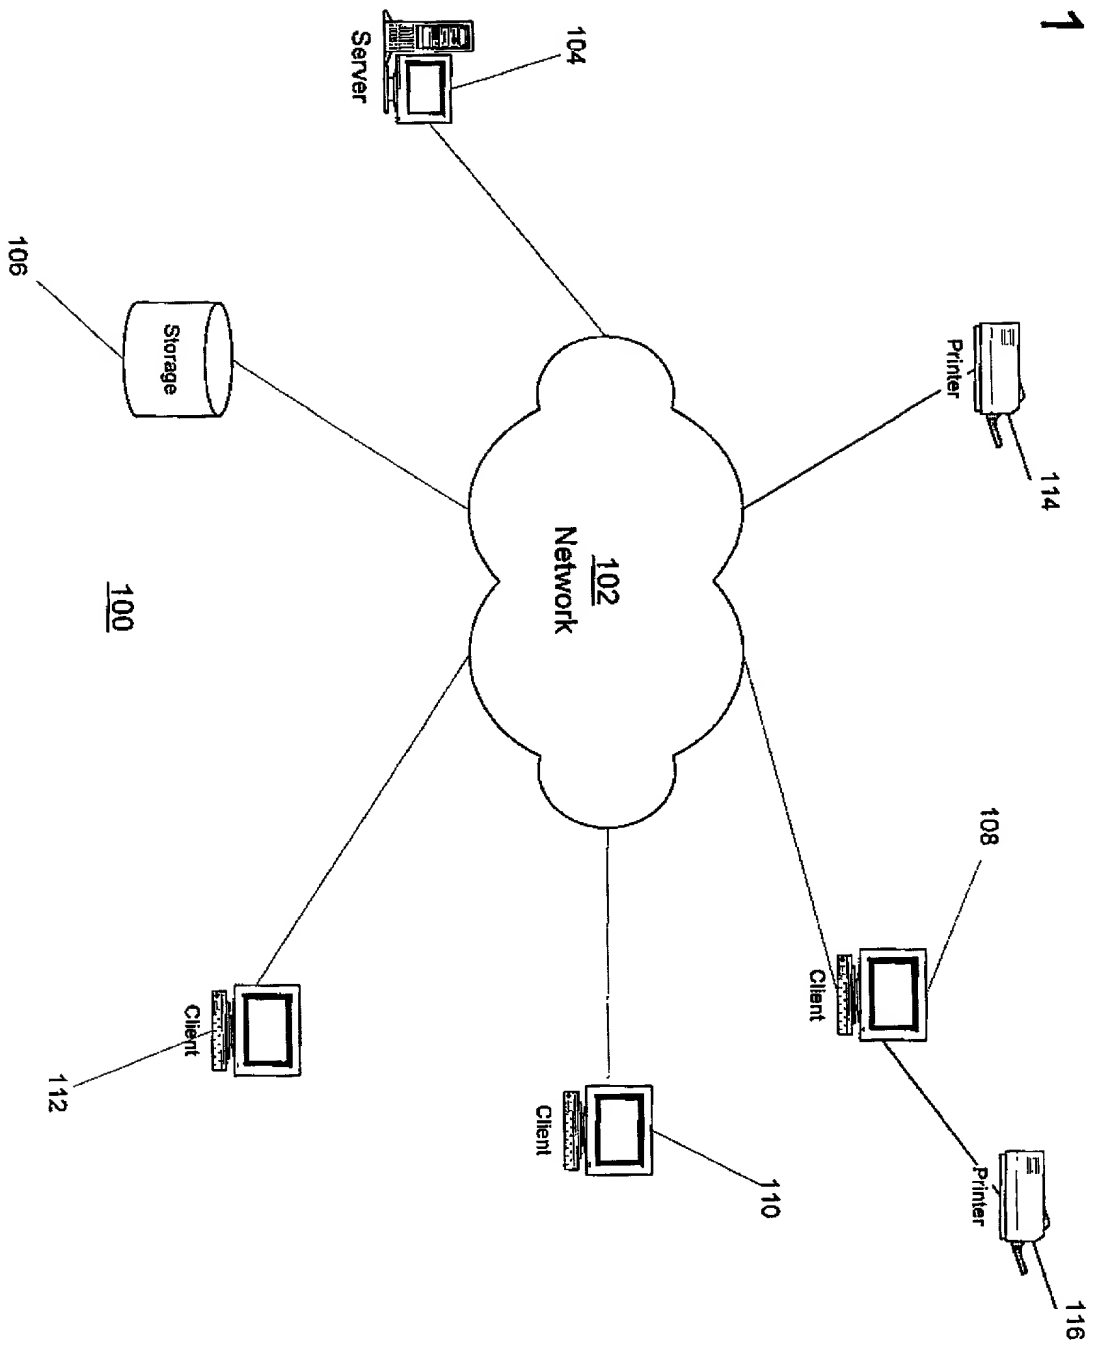 1
114
Printer
116
Printer
108
Client
104
Server
102
Network
110
Client
106
Storage
100
112
Client